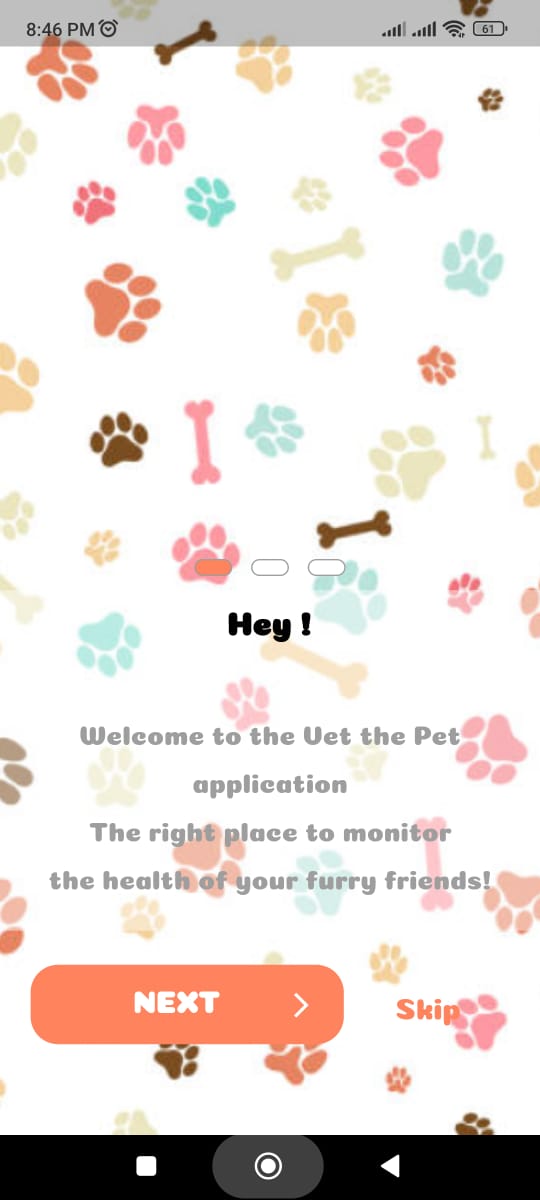 8:46 PM
61
Hey !
Welcome to the Vet the Pet
application
The right place to monitor
the health of your furry friends!
NEXT
Skip